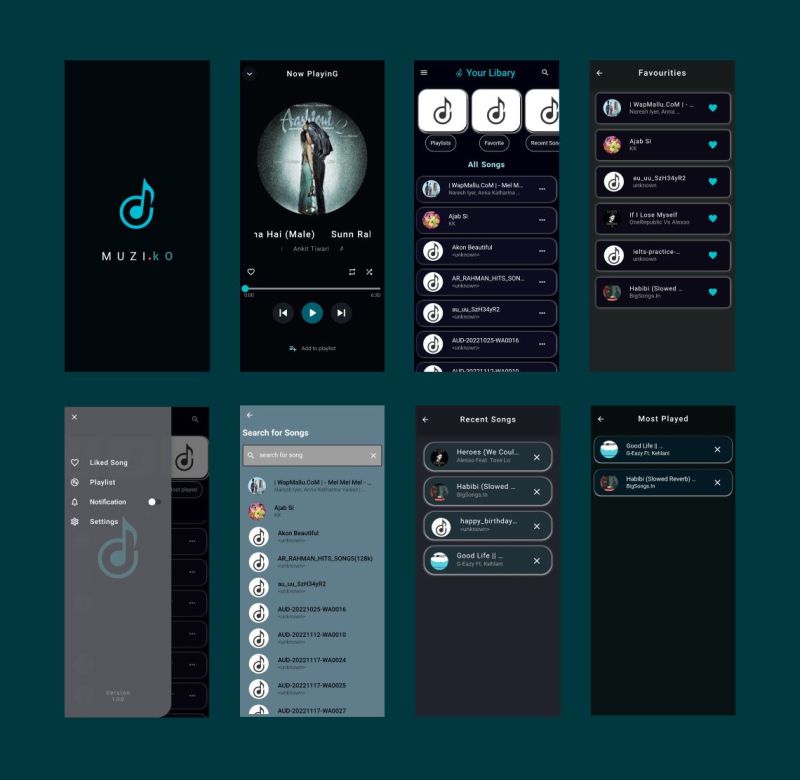 MUZI.kO
Now PlayinG
Aashiqui 2
ıa Hai (Male) Sunn Ral
Ankit Tiwari
0:00 6:30
Add to playlist
Your Libary
Playlists Favorite Recent Son
All Songs
| WapMallu.CoM | - Mel Mel M...
Naresh Iyer, Anna Katharina ...
Ajab Si
KK
Akon Beautiful
<unknown>
AR_RAHMAN_HITS_SON...
<unknown>
au_uu_SzH34yR2
<unknown>
AUD-20221025-WA0016
<unknown>
AUD-20221112-WA0010
Favourities
| WapMallu.CoM | - ...
Naresh Iyer, Anna ...
Ajab Si
KK
au_uu_SzH34yR2
unknown
If I Lose Myself
OneRepublic Vs Alesso
ielts-practice-...
unknown
Habibi (Slowed ...
BigSongs.In
Liked Song
Playlist
Notification
Settings
Most played
Version
1.0.0
Search for Songs
search for song
| WapMallu.CoM | - Mel Mel Mel - ...
Naresh Iyer, Anna Katharina Valsell | ...
Ajab Si
KK
Akon Beautiful
<unknown>
AR_RAHMAN_HITS_SONGS(128k)
<unknown>
au_uu_SzH34yR2
<unknown>
AUD-20221025-WA0016
<unknown>
AUD-20221112-WA0010
<unknown>
AUD-20221117-WA0024
<unknown>
AUD-20221117-WA0025
<unknown>
AUD-20221117-WA0027
Recent Songs
Heroes (We Coul...
Alesso Feat. Tove Lo
Habibi (Slowed ...
BigSongs.In
happy_birthday...
<unknown>
Good Life || ...
G-Eazy Ft. Kehlani
Most Played
Good Life || ...
G-Eazy Ft. Kehlani
Habibi (Slowed Reverb) ...
BigSongs.In